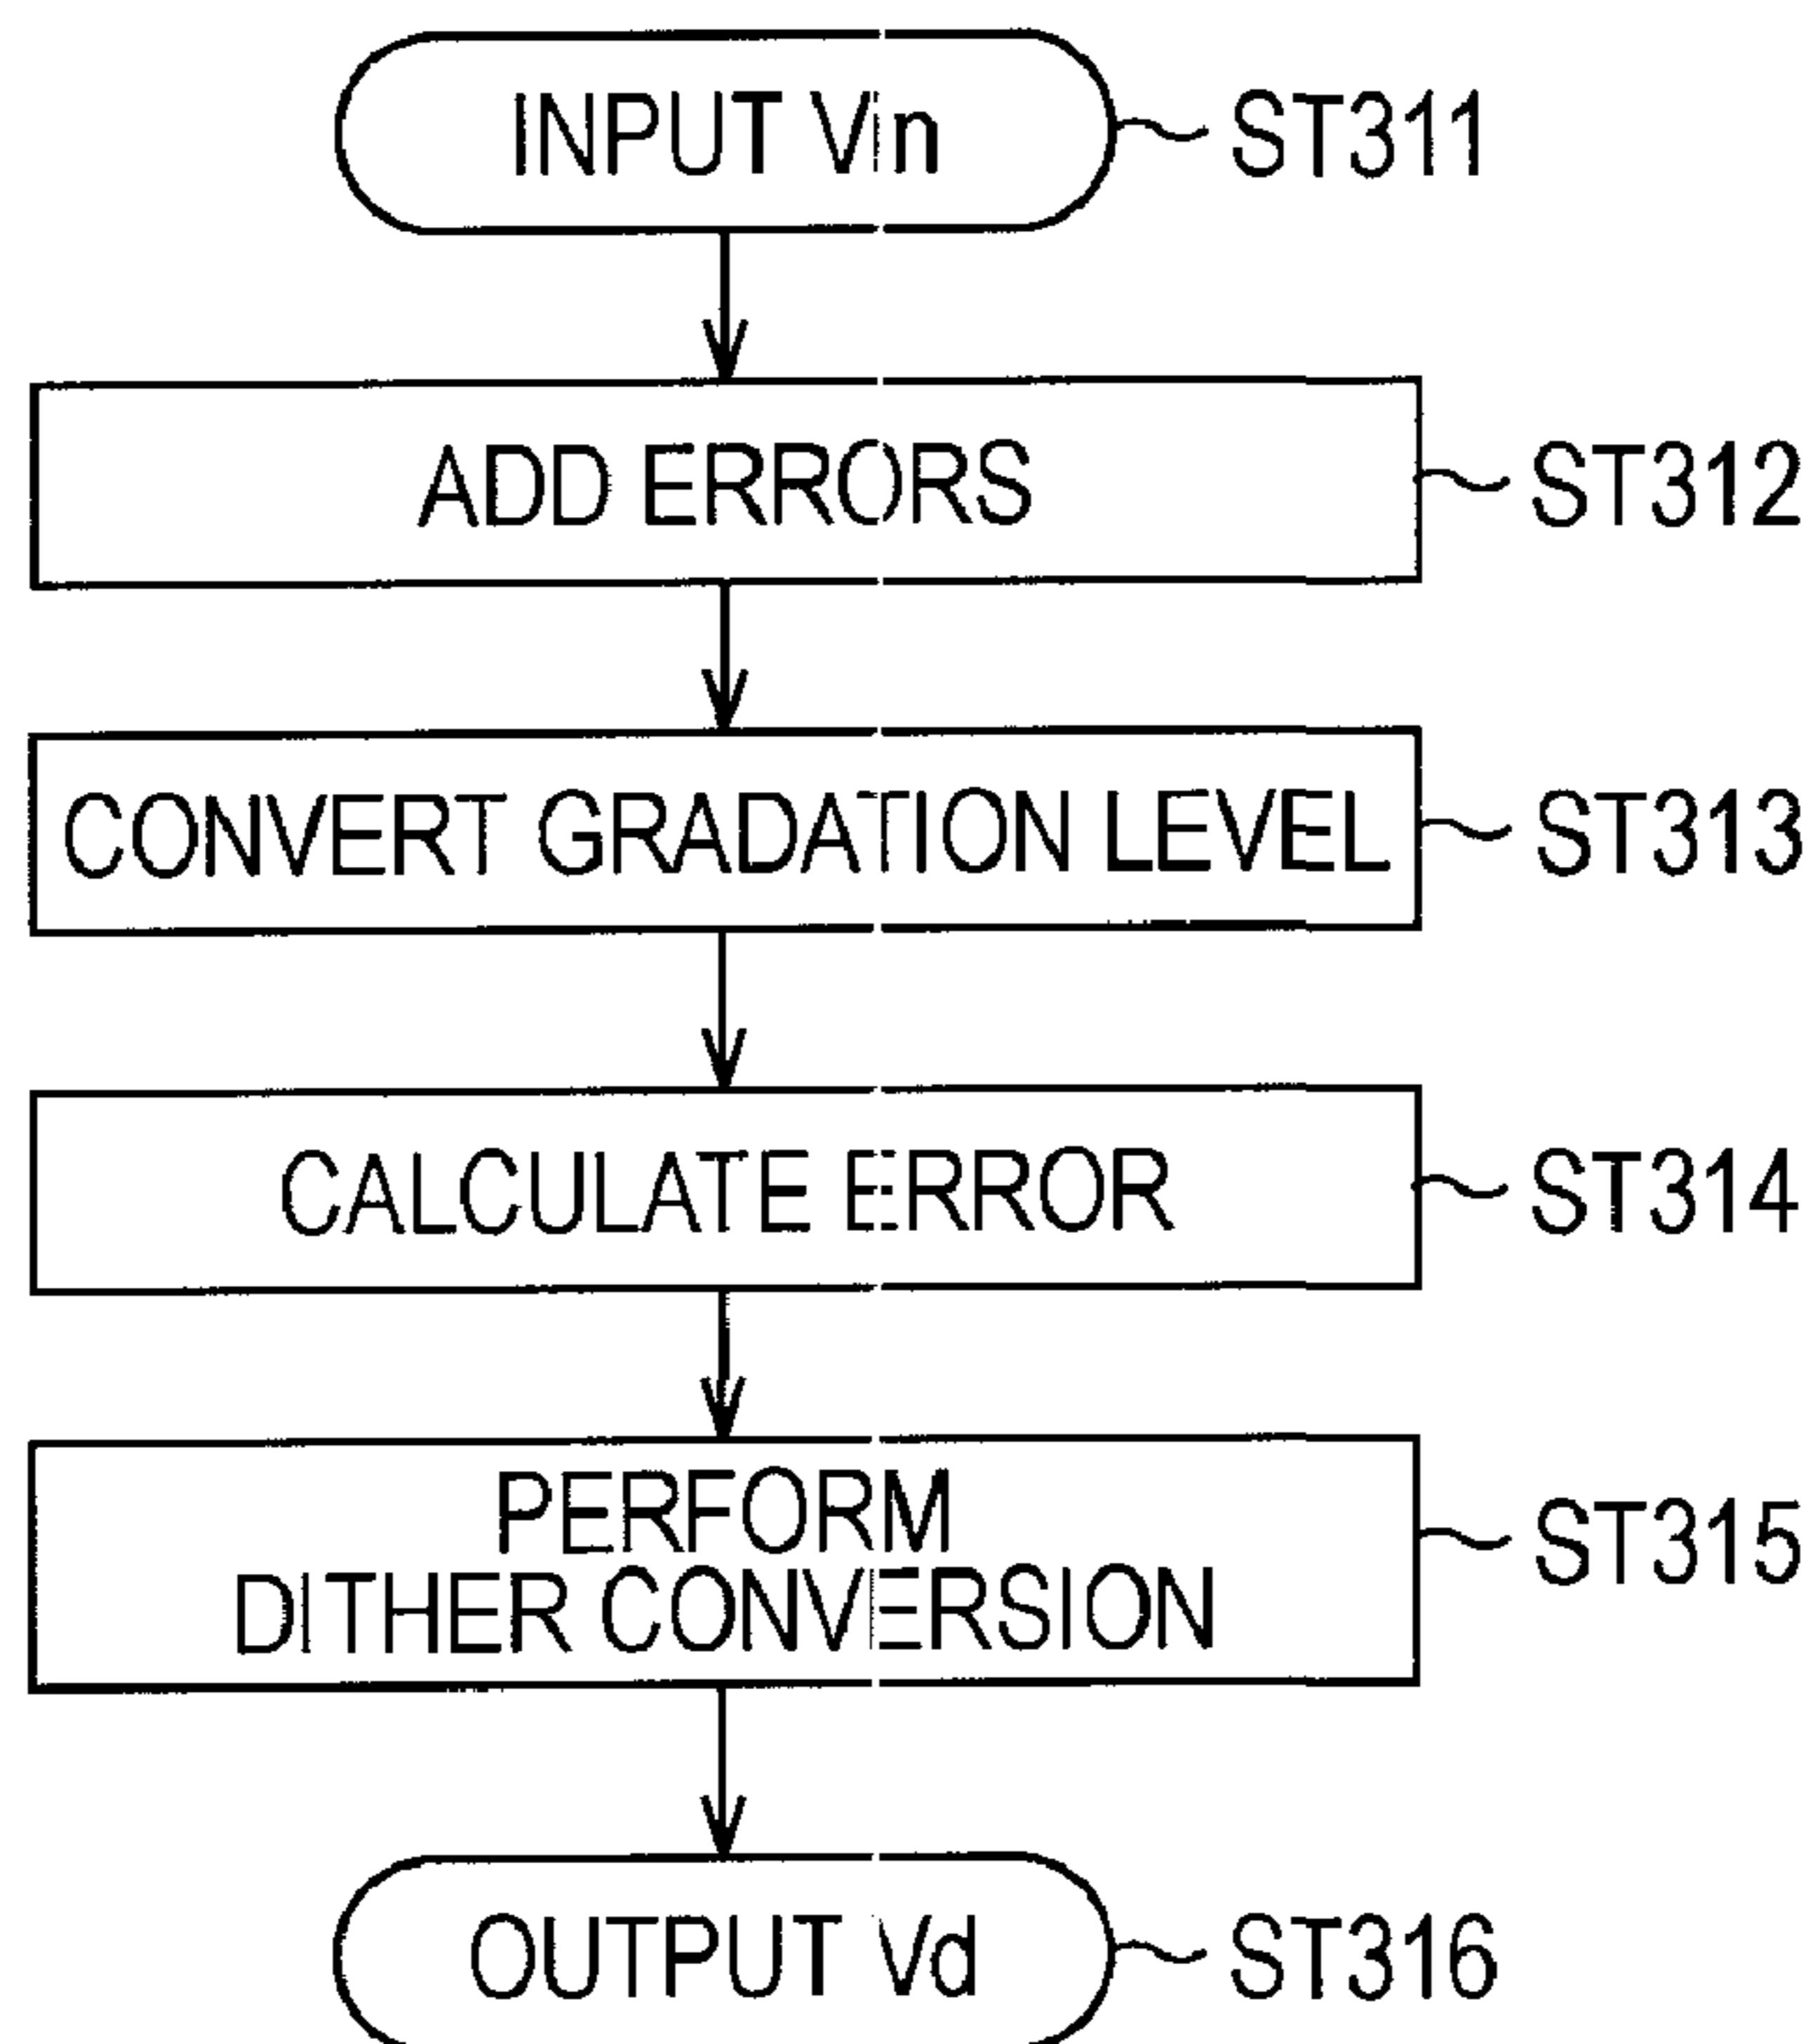 INPUT Vin ST311
ADD ERRORS ST312
CONVERT GRADATION LEVEL ST313
CALCULATE ERROR ST314
PERFORM
DITHER CONVERSION ST315
OUTPUT Vd ST316